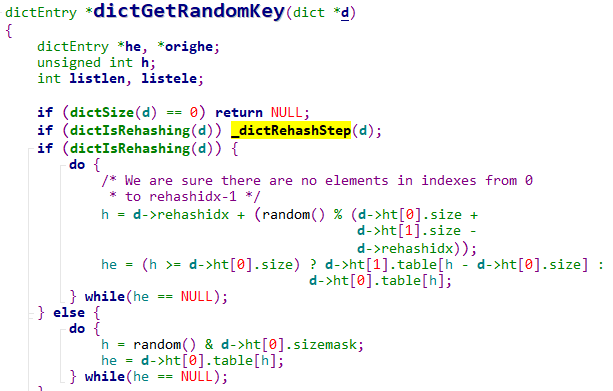 dictEntry *dictGetRandomKey(dict *d)
{
    dictEntry *he, *orighe;
    unsigned int h;
    int listlen, listele;

    if (dictSize(d) == 0) return NULL;
    if (dictIsRehashing(d)) _dictRehashStep(d);
    if (dictIsRehashing(d)) {
        do {
            /* We are sure there are no elements in indexes from 0
             * to rehashidx-1 */
            h = d->rehashidx + (random() % (d->ht[0].size +
                                            d->ht[1].size -
                                            d->rehashidx));
            he = (h >= d->ht[0].size) ? d->ht[1].table[h - d->ht[0].size] :
                                      d->ht[0].table[h];
        } while(he == NULL);
    } else {
        do {
            h = random() & d->ht[0].sizemask;
            he = d->ht[0].table[h];
        } while(he == NULL);